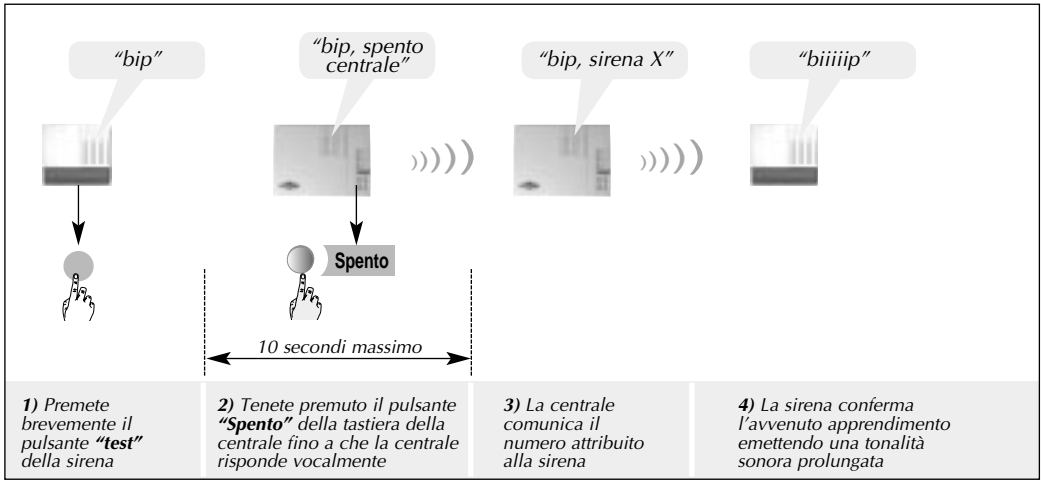 “bip”
“bip, spento
centrale”
“bip, sirena X”
“biiiiip”
Spento
10 secondi massimo
1) Premete
brevemente il
pulsante “test”
della sirena
2) Tenete premuto il pulsante
“Spento” della tastiera della
centrale fino a che la centrale
risponde vocalmente
3) La centrale
comunica il
numero attribuito
alla sirena
4) La sirena conferma
l’avvenuto apprendimento
emettendo una tonalità
sonora prolungata